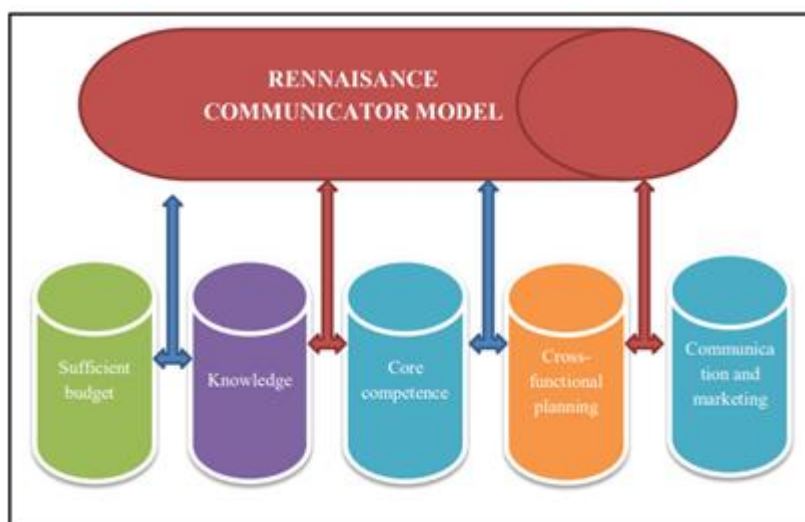 RENNAISANCE
COMMUNICATOR MODEL
Sufficient
budget
Knowledge
Core
competence
Cross-
functional
planning
Communica
tion and
marketing